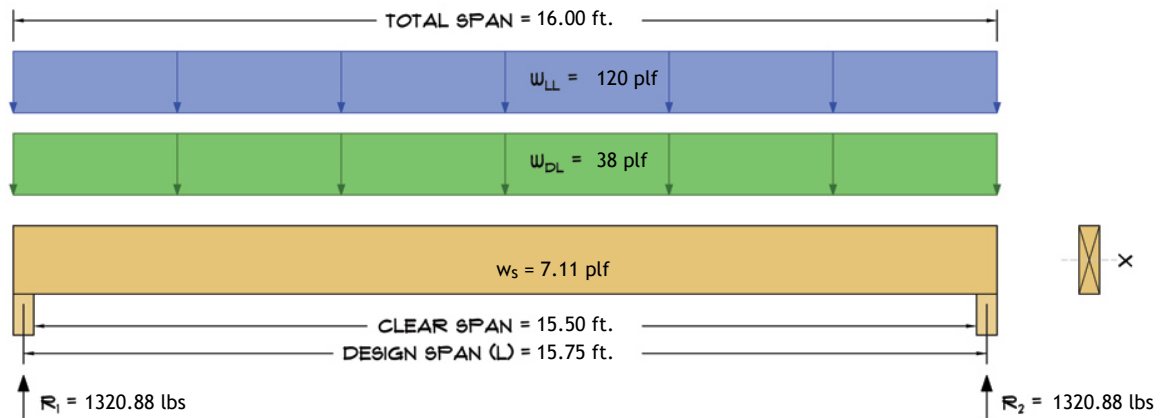 TOTAL SPAN = 16.00 ft.
WLL = 120 plf
WDL = 38 plf
ws = 7.11 plf
X
CLEAR SPAN = 15.50 ft.
DESIGN SPAN (L) = 15.75 ft.
R1 = 1320.88 lbs
R2 = 1320.88 lbs